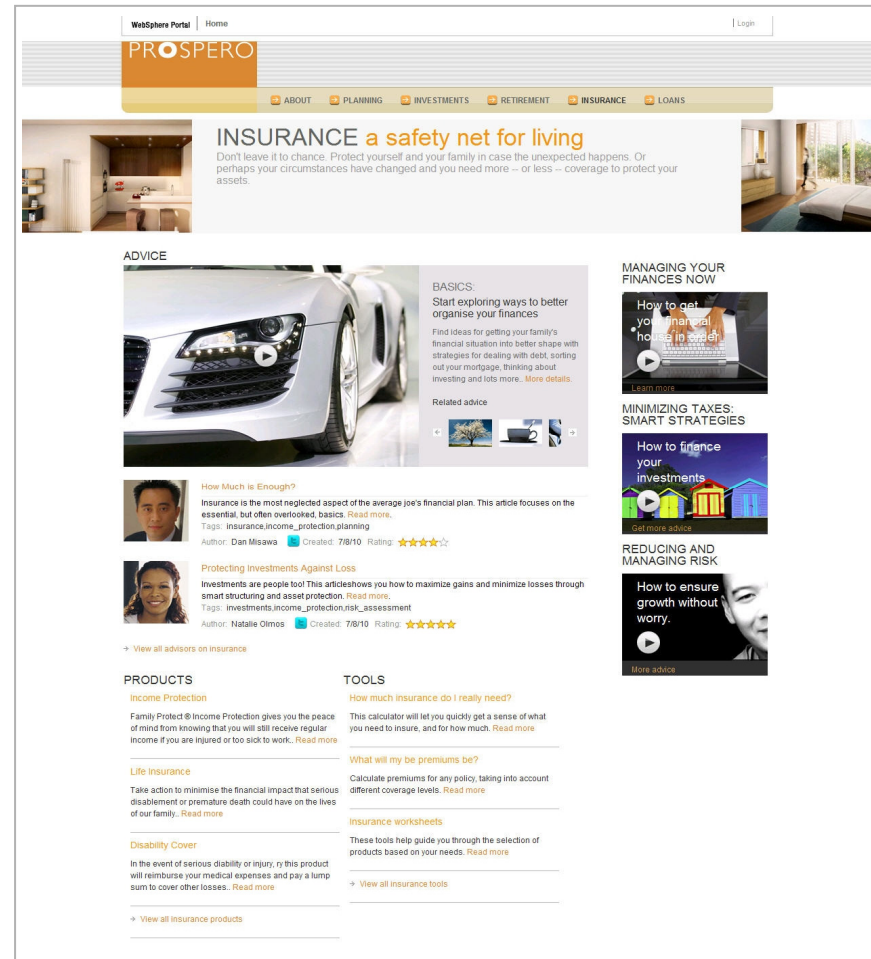 WebSphere Portal Home Login
PROSPERO
ABOUT PLANNING INVESTMENTS RETIREMENT INSURANCE LOANS
INSURANCE a safety net for living
Don't leave it to chance. Protect yourself and your family in case the unexpected happens. Or
perhaps your circumstances have changed and you need more -- or less -- coverage to protect your
assets.
ADVICE
BASICS:
Start exploring ways to better
organise your finances
Find ideas for getting your family's
financial situation into better shape with
strategies for dealing with debt, sorting
out your mortgage, thinking about
investing and lots more.. More details.
Related advice
How Much is Enough?
Insurance is the most neglected aspect of the average joe's financial plan. This article focuses on the
essential, but often overlooked, basics. Read more.
Tags: insurance,income_protection,planning
Author: Dan Misawa Created: 7/8/10 Rating:
Protecting Investments Against Loss
Investments are people too! This articleshows you how to maximize gains and minimize losses through
smart structuring and asset protection. Read more.
Tags: investments,income_protection,risk_assessment
Author: Natalie Olmos Created: 7/8/10 Rating:
View all advisors on insurance
PRODUCTS
Income Protection
Family Protect ® Income Protection gives you the peace
of mind from knowing that you will still receive regular
income if you are injured or too sick to work.. Read more
Life Insurance
Take action to minimise the financial impact that serious
disablement or premature death could have on the lives
of our family.. Read more
Disability Cover
In the event of serious diability or injury, ry this product
will reimburse your medical expenses and pay a lump
sum to cover other losses.. Read more
View all insurance products
TOOLS
How much insurance do I really need?
This calculator will let you quickly get a sense of what
you need to insure, and for how much. Read more
What will my be premiums be?
Calculate premiums for any policy, taking into account
different coverage levels. Read more
Insurance worksheets
These tools help guide you through the selection of
products based on your needs. Read more
View all insurance tools
MANAGING YOUR
FINANCES NOW
How to get
your financial
house in order
Learn more
MINIMIZING TAXES:
SMART STRATEGIES
How to finance
your
investments
Get more advice
REDUCING AND
MANAGING RISK
How to ensure
growth without
worry.
More advice